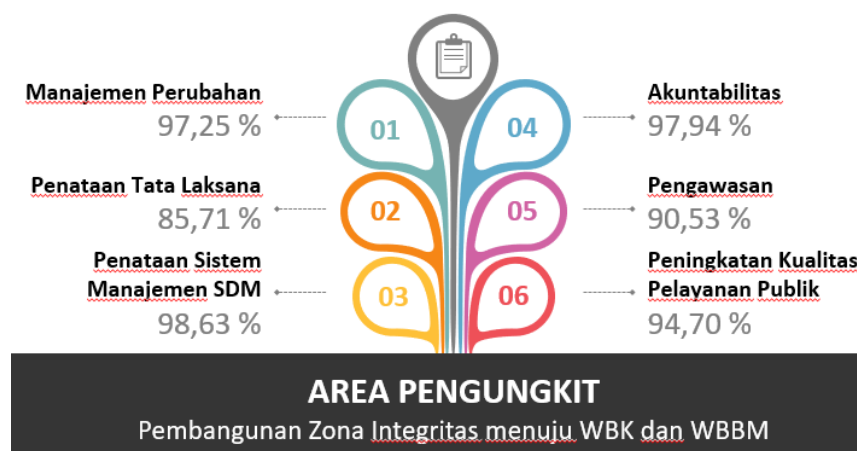 Manajemen Perubahan
97,25 %
01
Penataan Tata Laksana
85,71 %
02
Penataan Sistem
Manajemen SDM
98,63 %
03
Akuntabilitas
97,94 %
04
Pengawasan
90,53 %
05
Peningkatan Kualitas
Pelayanan Publik
94,70 %
06
AREA PENGUNGKIT
Pembangunan Zona Integritas menuju WBK dan WBBM